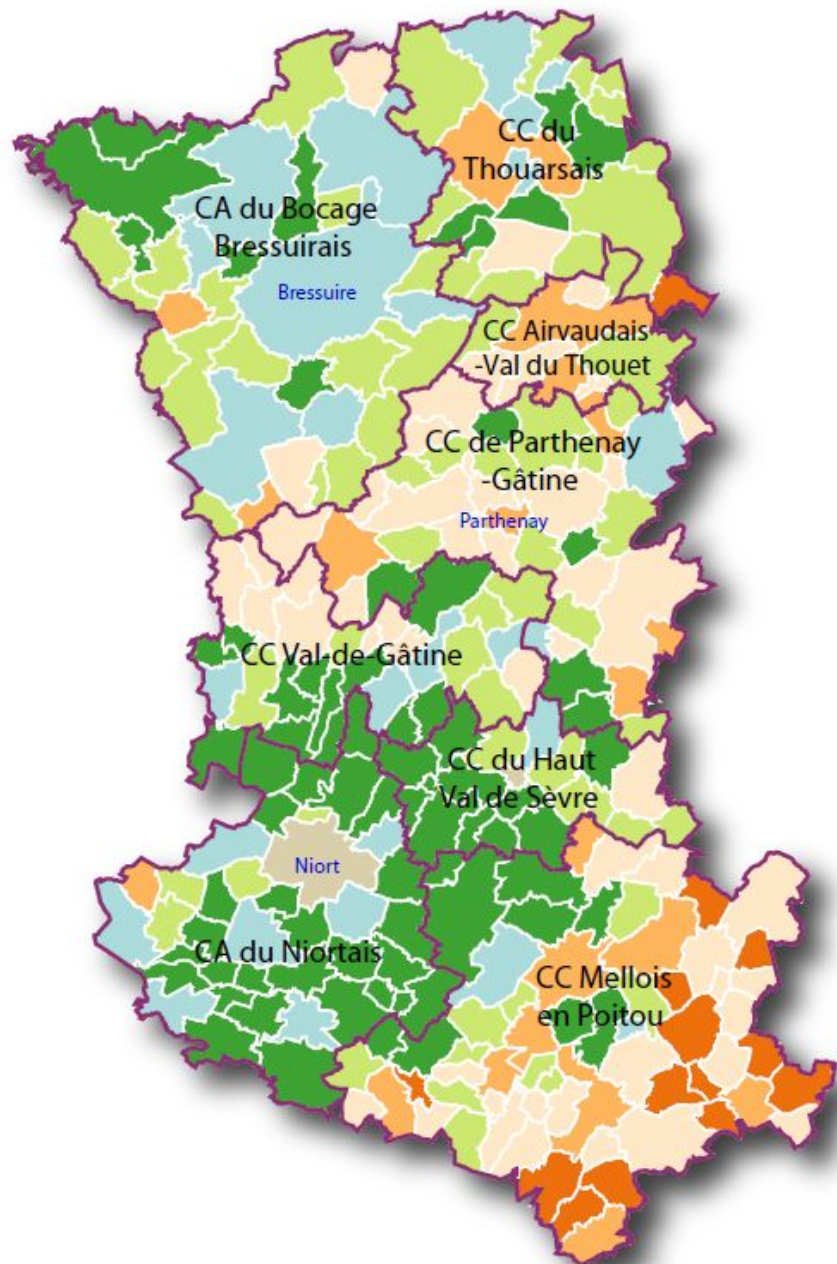 CC du
Thouarsais
CA du Bocage
Bressuirais
Bressuire
CC Airvaudais
-Val du Thouet
CC de Parthenay
-Gâtine
Parthenay
CC Val-de-Gâtine
CC du Haut
Val de Sèvre
Niort
CA du Niortais
CC Mellois
en Poitou